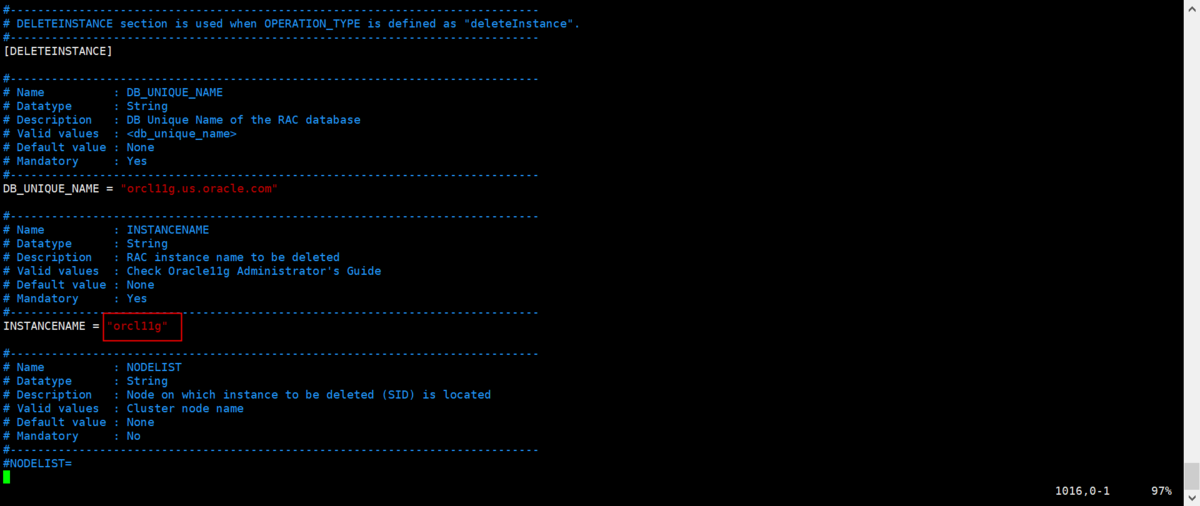 #-----------------------------------------------------------------------------
# DELETEINSTANCE section is used when OPERATION_TYPE is defined as "deleteInstance".
#-----------------------------------------------------------------------------
[DELETEINSTANCE]
#-----------------------------------------------------------------------------
# Name          : DB_UNIQUE_NAME
# Datatype      : String
# Description   : DB Unique Name of the RAC database
# Valid values  : <db_unique_name>
# Default value : None
# Mandatory     : Yes
#-----------------------------------------------------------------------------
DB_UNIQUE_NAME = "orcl11g.us.oracle.com"
#-----------------------------------------------------------------------------
# Name          : INSTANCENAME
# Datatype      : String
# Description   : RAC instance name to be deleted
# Valid values  : Check Oracle11g Administrator's Guide
# Default value : None
# Mandatory     : Yes
#-----------------------------------------------------------------------------
INSTANCENAME = "orcl11g"
#-----------------------------------------------------------------------------
# Name          : NODELIST
# Datatype      : String
# Description   : Node on which instance to be deleted (SID) is located
# Valid values  : Cluster node name
# Default value : None
# Mandatory     : No
#-----------------------------------------------------------------------------
#NODELIST=
1016,0-1      97%